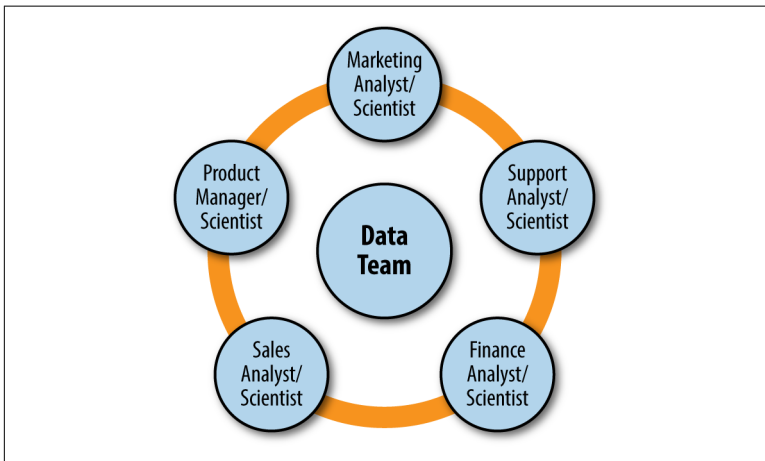 Marketing
Analyst/
Scientist
Product
Manager/
Scientist
Support
Analyst/
Scientist
Data
Team
Sales
Analyst/
Scientist
Finance
Analyst/
Scientist